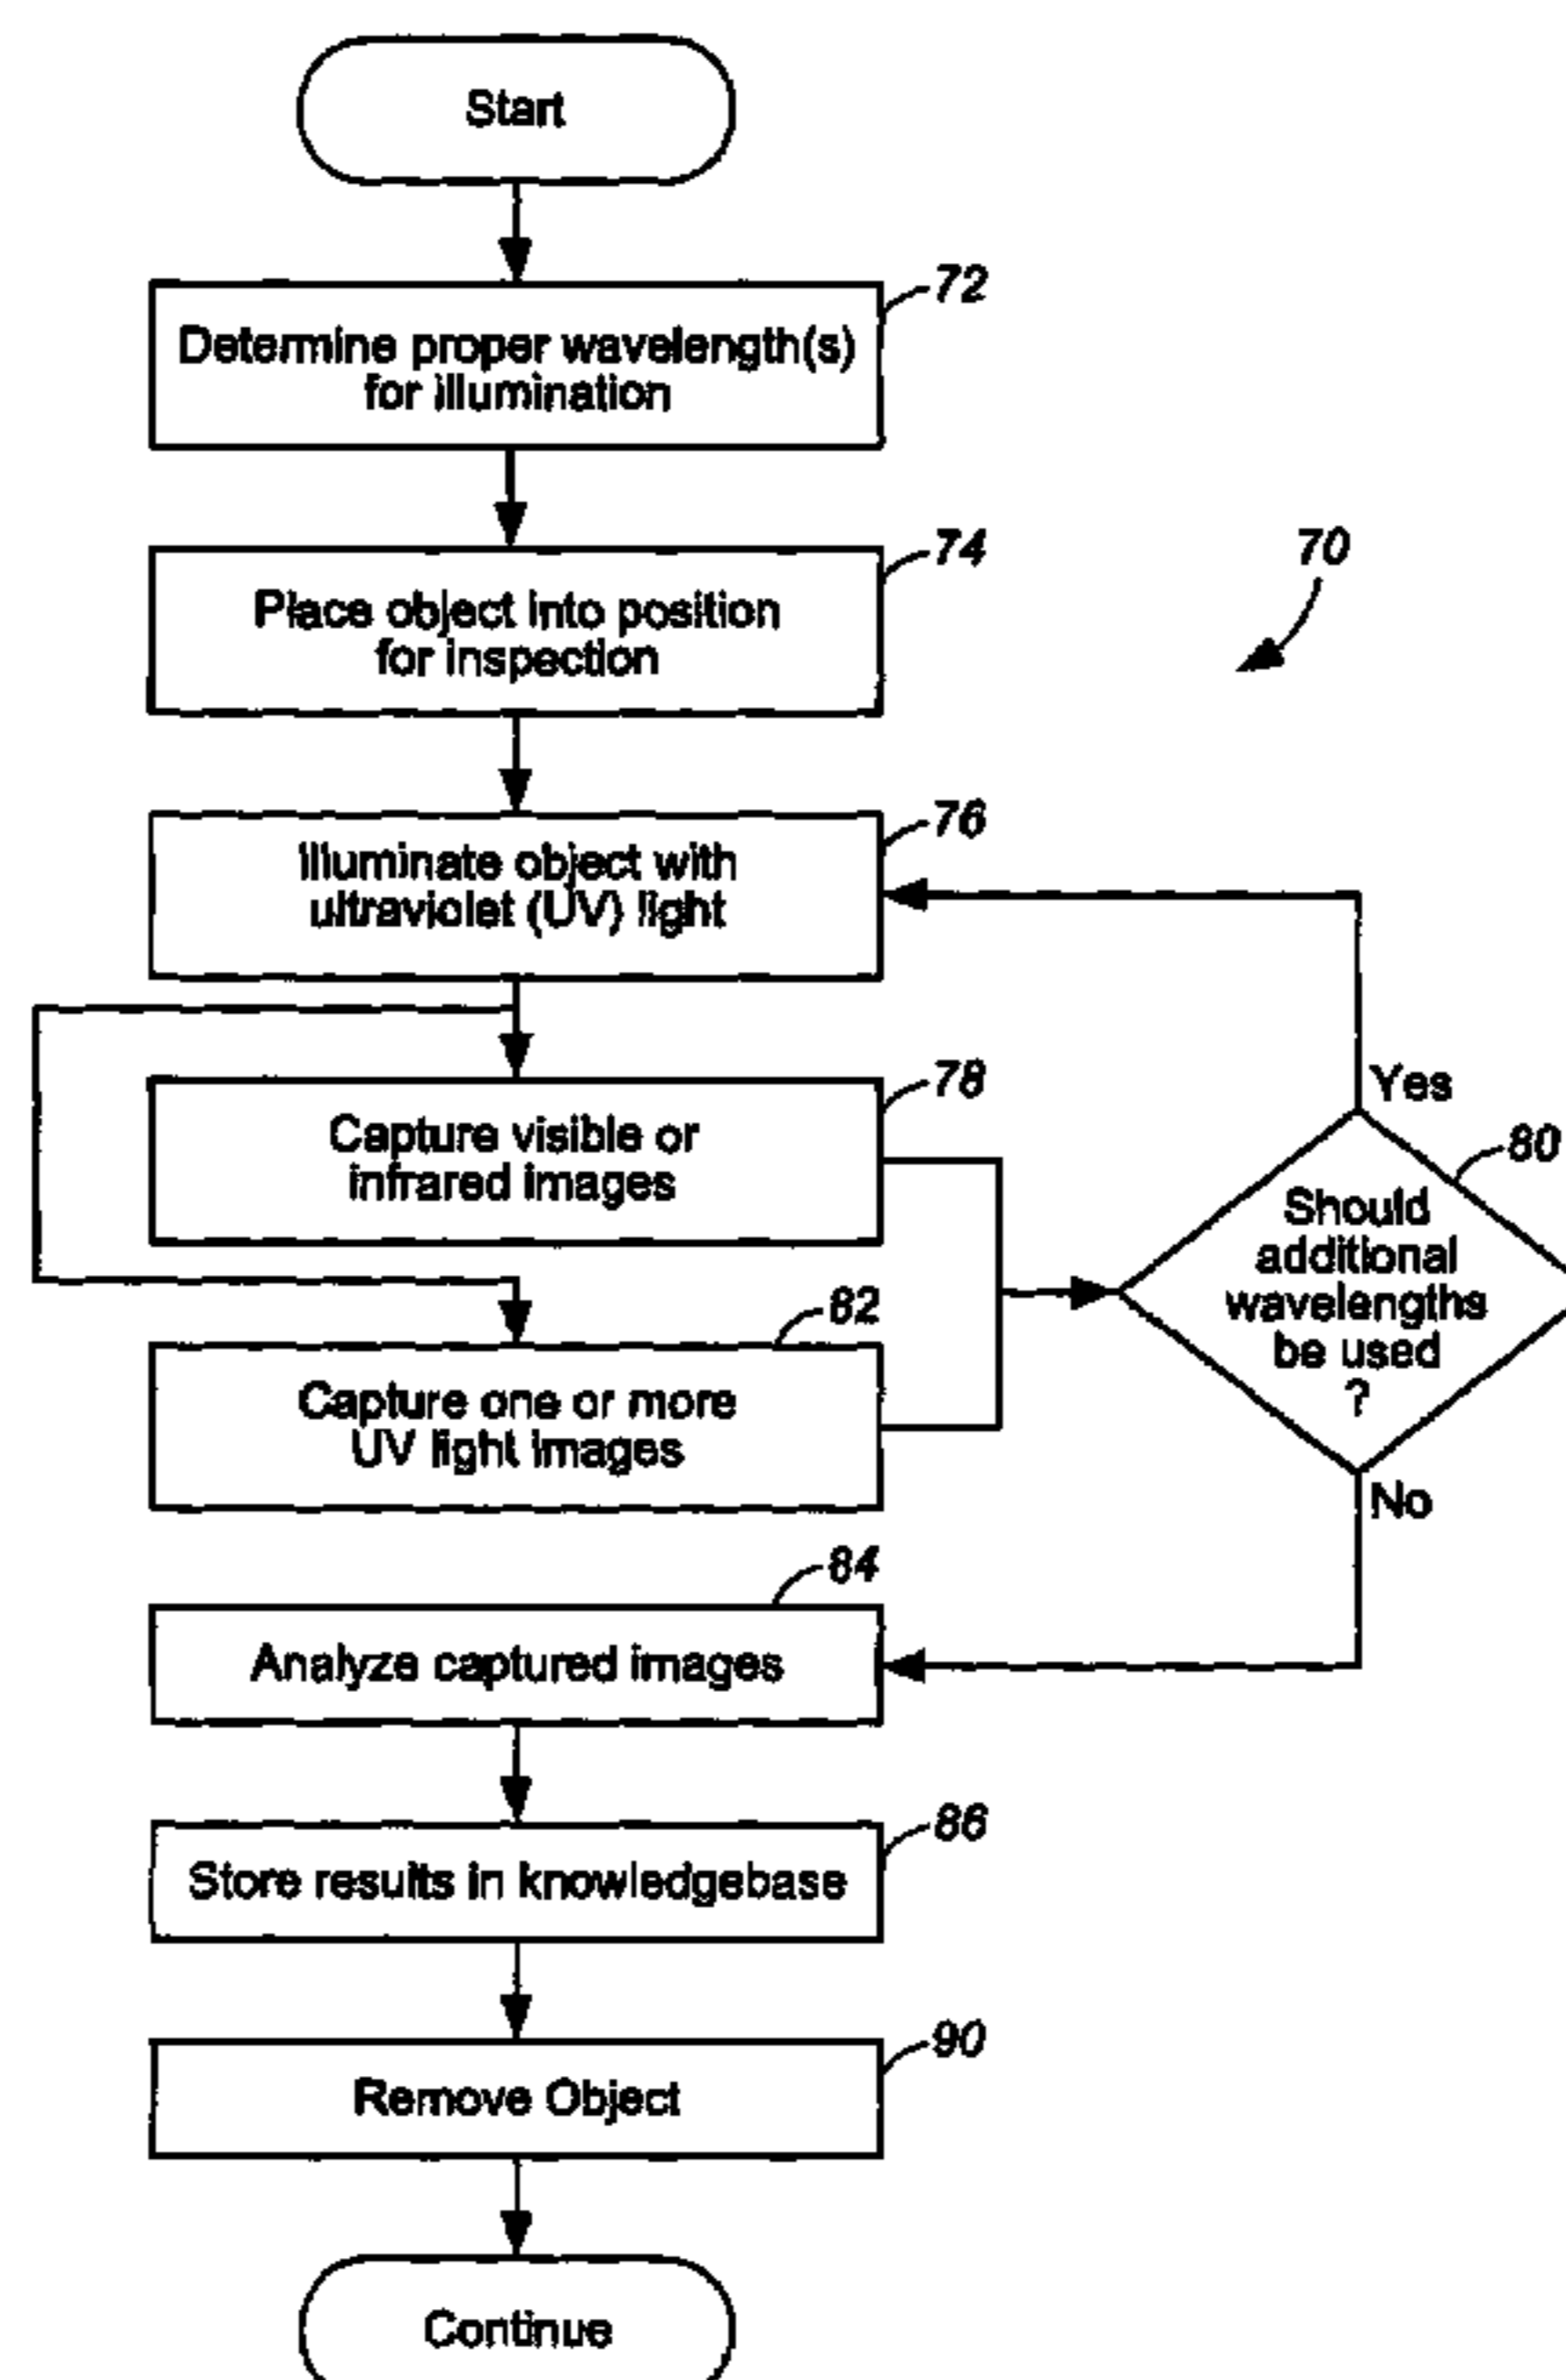 Start
72
Determine proper wavelength(s)
for illumination
74
Place object into position
for inspection
70
76
Illuminate object with
ultraviolet (UV) light
78
Capture visible or
infrared images
Yes
80
Should
additional
wavelengths
be used
?
82
Capture one or more
UV light images
No
84
Analyze captured images
86
Store results in knowledgebase
90
Remove Object
Continue